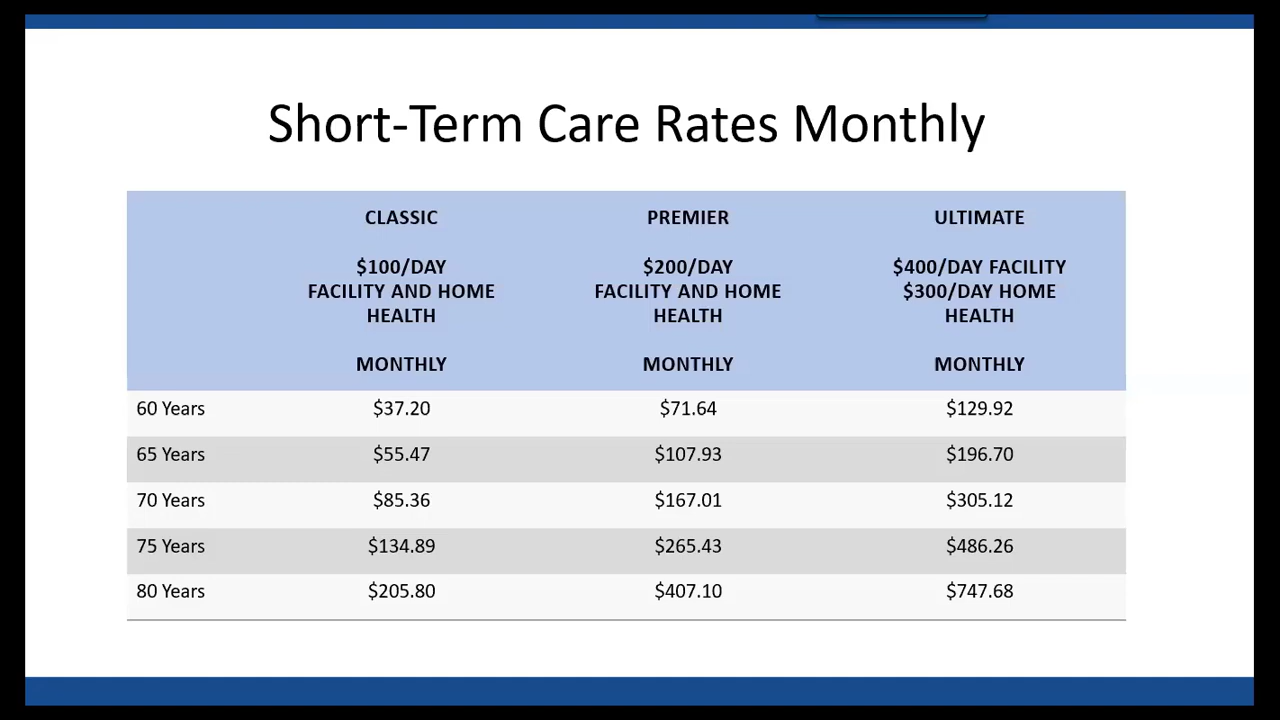 Short-Term Care Rates Monthly
CLASSIC PREMIER ULTIMATE
$100/DAY $200/DAY $400/DAY FACILITY
FACILITY AND HOME FACILITY AND HOME $300/DAY HOME
HEALTH HEALTH HEALTH
MONTHLY MONTHLY MONTHLY
60 Years $37.20 $71.64 $129.92
65 Years $55.47 $107.93 $196.70
70 Years $85.36 $167.01 $305.12
75 Years $134.89 $265.43 $486.26
80 Years $205.80 $407.10 $747.68